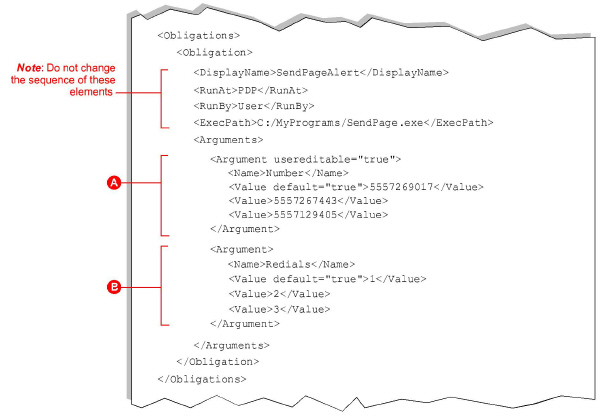 <Obligations>
<Obligation>
Note: Do not change
the sequence of these
elements
<DisplayName>SendPageAlert</DisplayName>
<RunAt>PDP</RunAt>
<RunBy>User</RunBy>
<ExecPath>C:/MyPrograms/SendPage.exe</ExecPath>
<Arguments>
A
<Argument usereditable="true">
<Name>Number</Name>
<Value default="true">5557269017</Value>
<Value>5557267443</Value>
<Value>5557129405</Value>
</Argument>
B
<Argument>
<Name>Redials</Name>
<Value default="true">1</Value>
<Value>2</Value>
<Value>3</Value>
</Argument>
</Arguments>
</Obligation>
</Obligations>